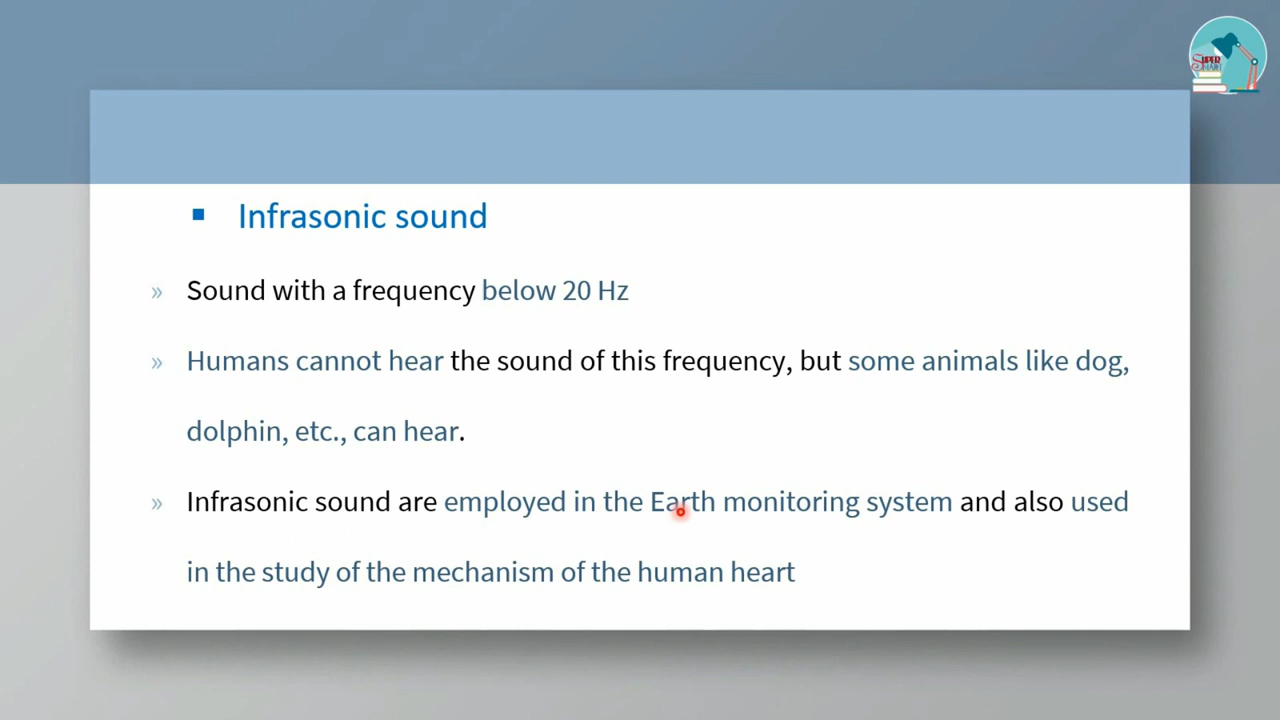 SUPER
SMART
▪ Infrasonic sound
» Sound with a frequency below 20 Hz
» Humans cannot hear the sound of this frequency, but some animals like dog,
dolphin, etc., can hear.
» Infrasonic sound are employed in the Earth monitoring system and also used
in the study of the mechanism of the human heart